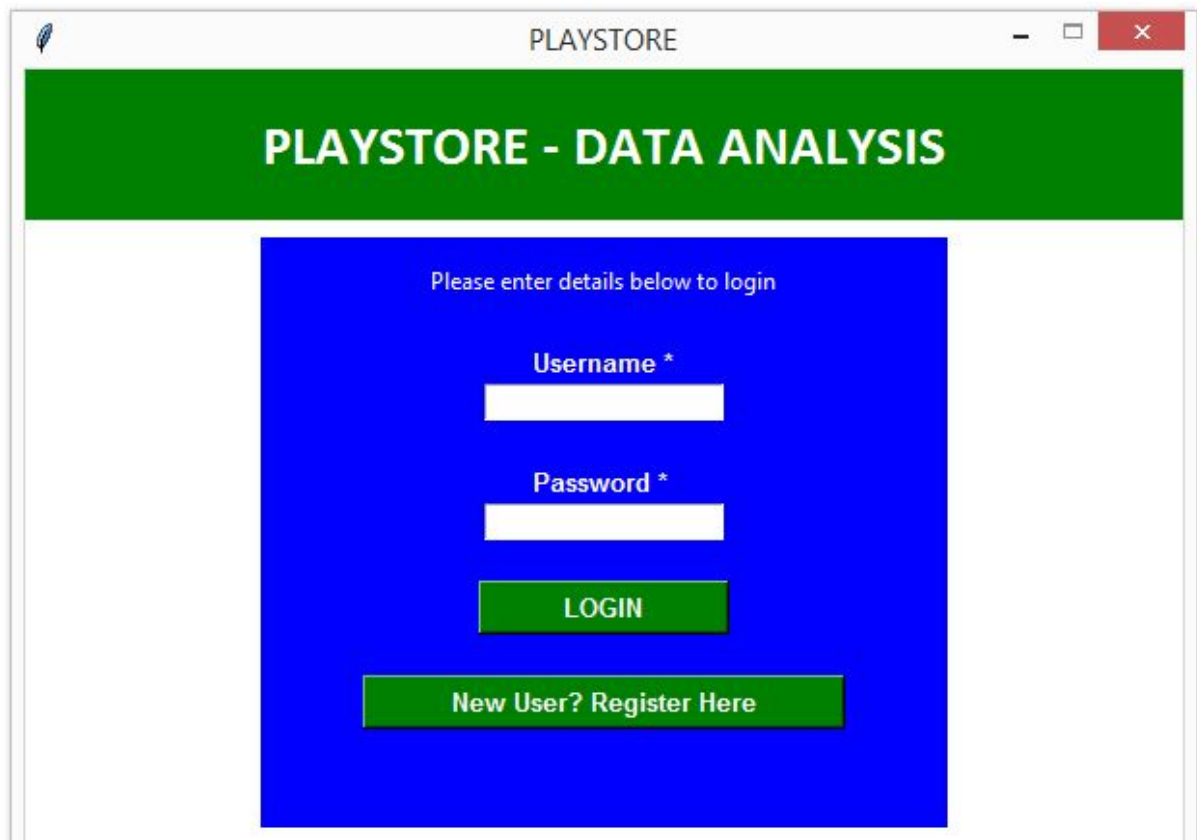 PLAYSTORE
PLAYSTORE - DATA ANALYSIS
Please enter details below to login
Username *
Password *
LOGIN
New User? Register Here